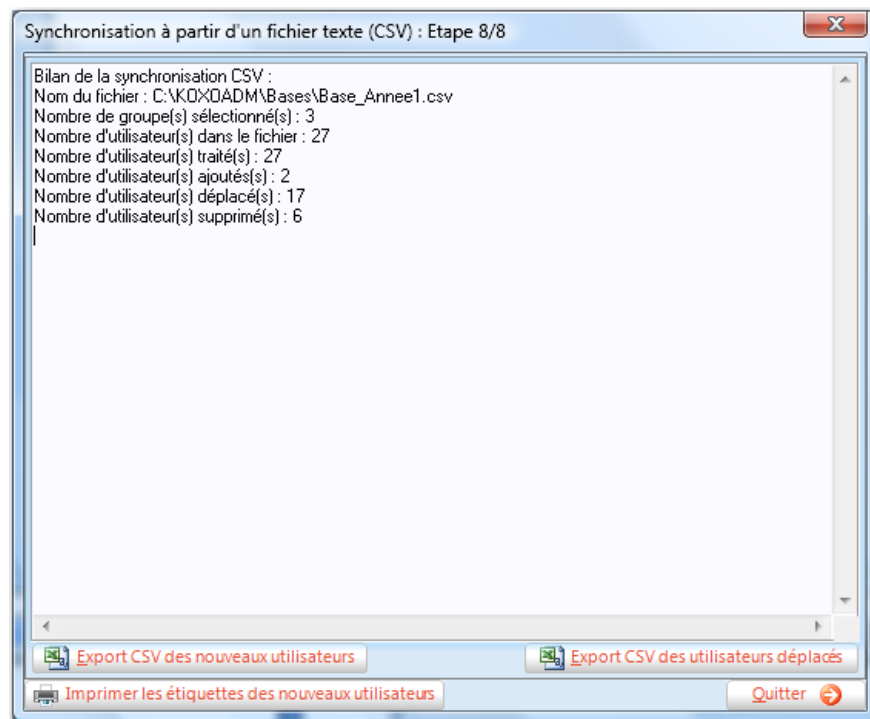 Synchronisation à partir d'un fichier texte (CSV) : Etape 8/8
Bilan de la synchronisation CSV :
Nom du fichier : C:\KOXOADM\Bases\Base_Annee1.csv
Nombre de groupe(s) sélectionné(s) : 3
Nombre d'utilisateur(s) dans le fichier : 27
Nombre d'utilisateur(s) traité(s) : 27
Nombre d'utilisateur(s) ajoutés(s) : 2
Nombre d'utilisateur(s) déplacé(s) : 17
Nombre d'utilisateur(s) supprimé(s) : 6
Export CSV des nouveaux utilisateurs
Export CSV des utilisateurs déplacés
Imprimer les étiquettes des nouveaux utilisateurs
Quitter